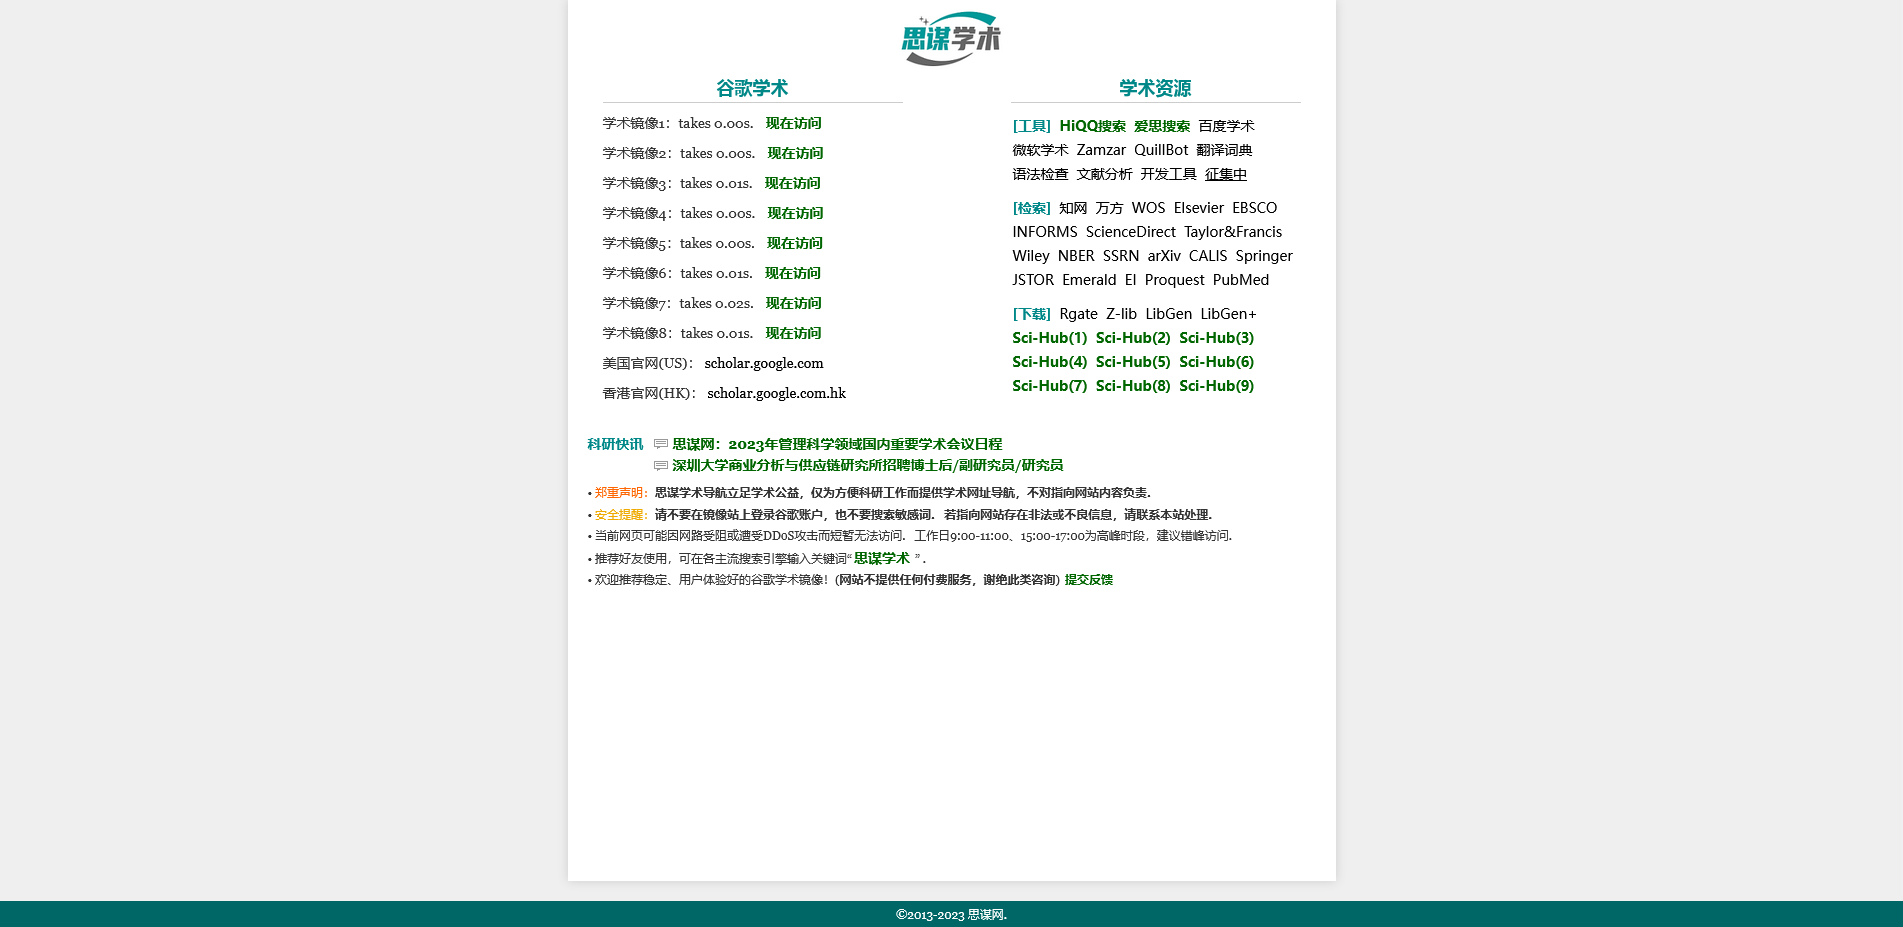 思谋学术
谷歌学术
学术镜像1：takes 0.00s. 现在访问
学术镜像2：takes 0.00s. 现在访问
学术镜像3：takes 0.01s. 现在访问
学术镜像4：takes 0.00s. 现在访问
学术镜像5：takes 0.00s. 现在访问
学术镜像6：takes 0.01s. 现在访问
学术镜像7：takes 0.02s. 现在访问
学术镜像8：takes 0.01s. 现在访问
美国官网(US)： scholar.google.com
香港官网(HK)： scholar.google.com.hk
学术资源
[工具] HiQQ搜索 爱思搜索 百度学术
微软学术 Zamzar QuillBot 翻译词典
语法检查 文献分析 开发工具 征集中
[检索] 知网 万方 WOS Elsevier EBSCO
INFORMS ScienceDirect Taylor&Francis
Wiley NBER SSRN arXiv CALIS Springer
JSTOR Emerald EI Proquest PubMed
[下载] Rgate Z-lib LibGen LibGen+
Sci-Hub(1) Sci-Hub(2) Sci-Hub(3)
Sci-Hub(4) Sci-Hub(5) Sci-Hub(6)
Sci-Hub(7) Sci-Hub(8) Sci-Hub(9)
科研快讯 思谋网：2023年管理科学领域国内重要学术会议日程
深圳大学商业分析与供应链研究所招聘博士后/副研究员/研究员
• 郑重声明：思谋学术导航立足学术公益，仅为方便科研工作而提供学术网址导航，不对指向网站内容负责.
• 安全提醒：请不要在镜像站上登录谷歌账户，也不要搜索敏感词. 若指向网站存在非法或不良信息，请联系本站处理.
• 当前网页可能因网路受阻或遭受DDoS攻击而短暂无法访问. 工作日9:00-11:00、15:00-17:00为高峰时段，建议错峰访问.
• 推荐好友使用，可在各主流搜索引擎输入关键词“思谋学术 ”.
• 欢迎推荐稳定、用户体验好的谷歌学术镜像！(网站不提供任何付费服务，谢绝此类咨询) 提交反馈
©2013-2023 思谋网.